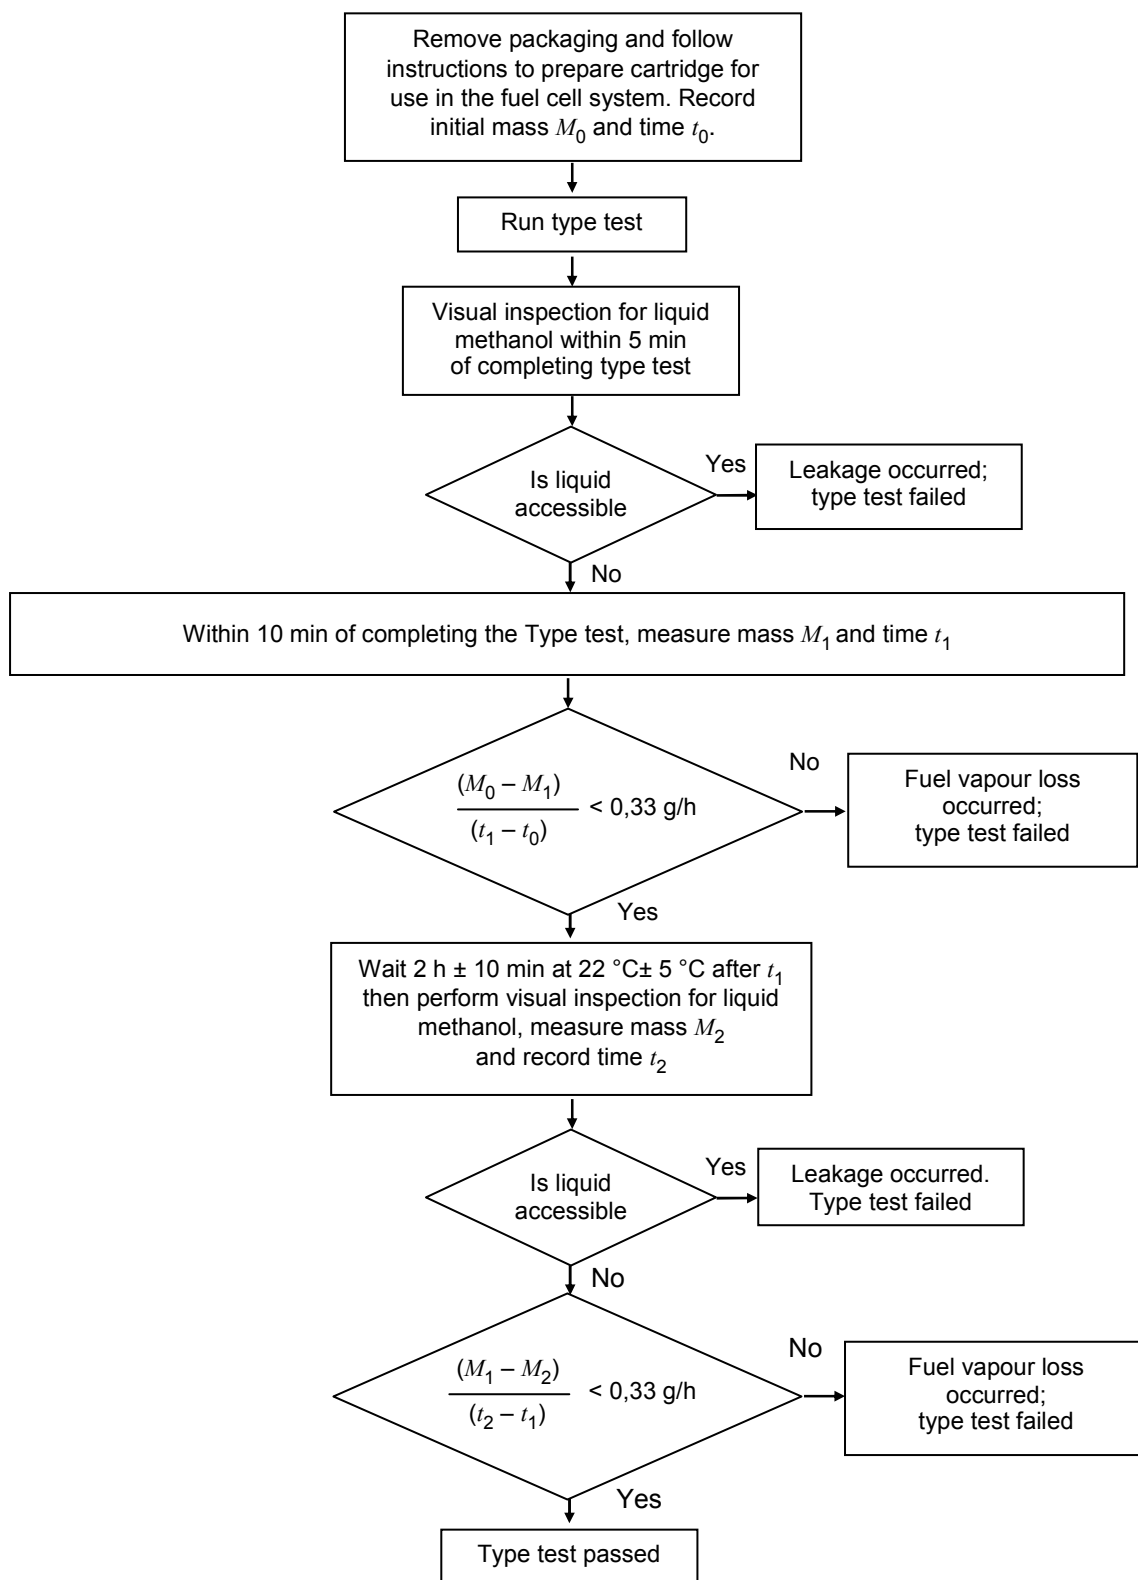 Remove packaging and follow
instructions to prepare cartridge for
use in the fuel cell system. Record
initial mass M0 and time t0.
Run type test
Visual inspection for liquid
methanol within 5 min
of completing type test
Is liquid
accessible
Yes
Leakage occurred;
type test failed
No
Within 10 min of completing the Type test, measure mass M1 and time t1
(M0 – M1)
(t1 – t0)
< 0,33 g/h
No
Fuel vapour loss
occurred;
type test failed
Yes
Wait 2 h ± 10 min at 22 °C± 5 °C after t1
then perform visual inspection for liquid
methanol, measure mass M2
and record time t2
Is liquid
accessible
Yes
Leakage occurred.
Type test failed
No
(M1 – M2)
(t2 – t1)
< 0,33 g/h
No
Fuel vapour loss
occurred;
type test failed
Yes
Type test passed